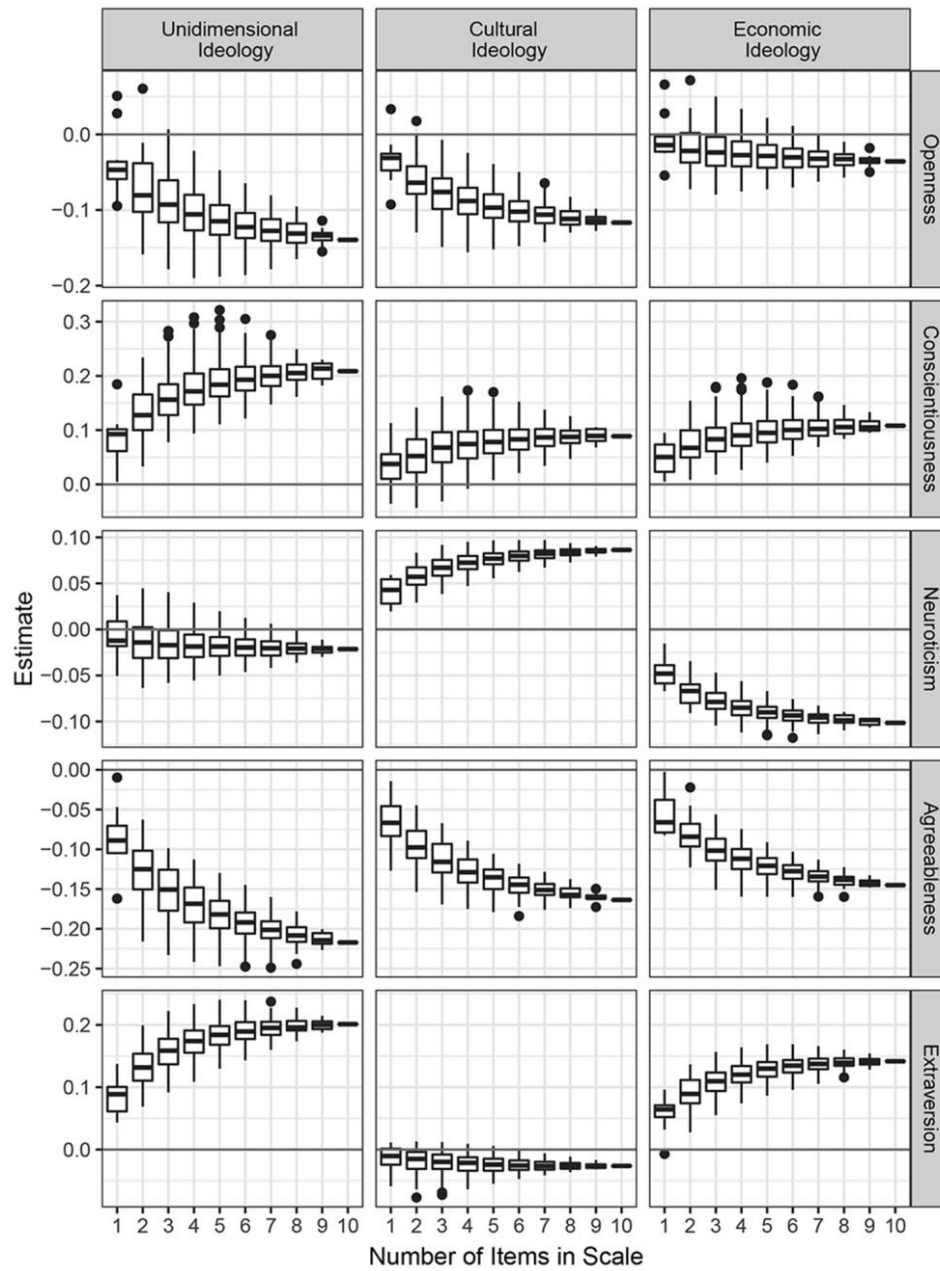 Unidimensional
Ideology
Cultural
Ideology
Economic
Ideology
0.0
−0.1
−0.2
Openness
0.3
0.2
0.1
0.0
Conscientiousness
0.10
0.05
0.00
−0.05
−0.10
Neuroticism
Estimate
0.00
−0.05
−0.10
−0.15
−0.20
−0.25
Agreeableness
0.2
0.1
0.0
Extraversion
1 2 3 4 5 6 7 8 9 10 1 2 3 4 5 6 7 8 9 10 1 2 3 4 5 6 7 8 9 10
Number of Items in Scale